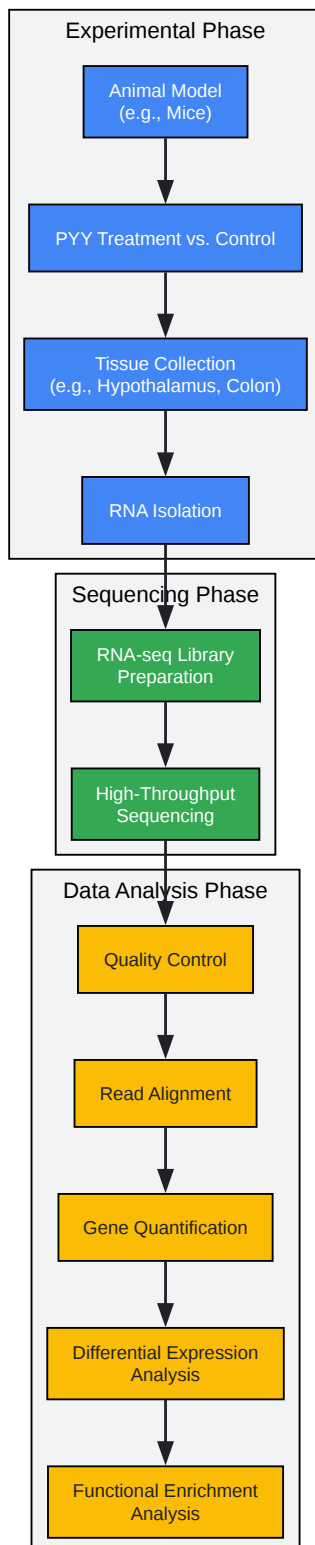 Experimental Phase
Animal Model
(e.g., Mice)
PYY Treatment vs. Control
Tissue Collection
(e.g., Hypothalamus, Colon)
RNA Isolation
Sequencing Phase
RNA-seq Library
Preparation
High-Throughput
Sequencing
Data Analysis Phase
Quality Control
Read Alignment
Gene Quantification
Differential Expression
Analysis
Functional Enrichment
Analysis